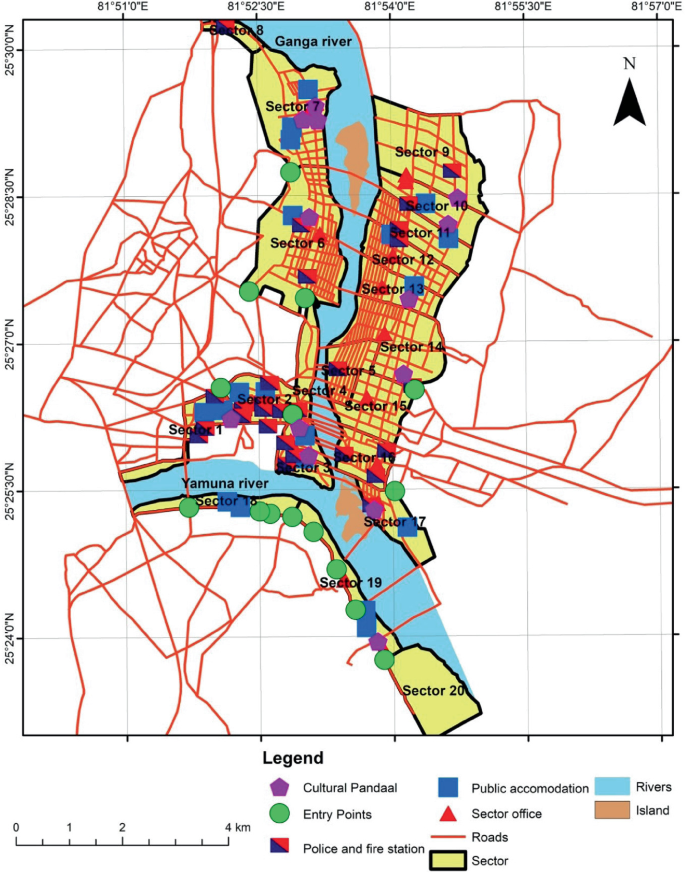 81°51'0"E 81°52'30"E 81°54'0"E 81°55'30"E 81°57'0"E
Sector 8
Ganga river
25°30'0"N
N
Sector 7
Sector 9
25°28'30"N
Sector 10
Sector 11
Sector 6
Sector 12
Sector 13
25°27'0"N
Sector 14
Sector 5
Sector 4
Sector 2
Sector 15
Sector 1
Sector 16
Sector 3
25°25'30"N
Yamuna river
Sector 18
Sector 17
Sector 19
25°24'0"N
Sector 20
Legend
Cultural Pandaal
Public accomodation
Rivers
Entry Points
Sector office
Island
Roads
Police and fire station
Sector
0 1 2 4 km